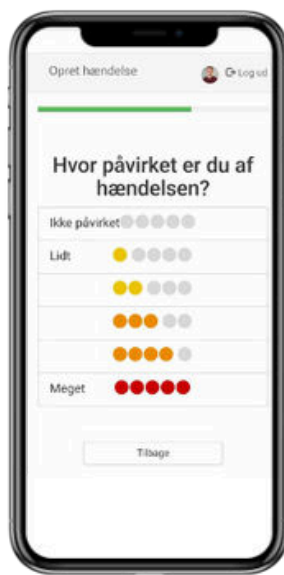 Opret hændelse
Log ud
Hvor påvirket er du af
hændelsen?
Ikke påvirket
Lidt
Meget
Tilbage